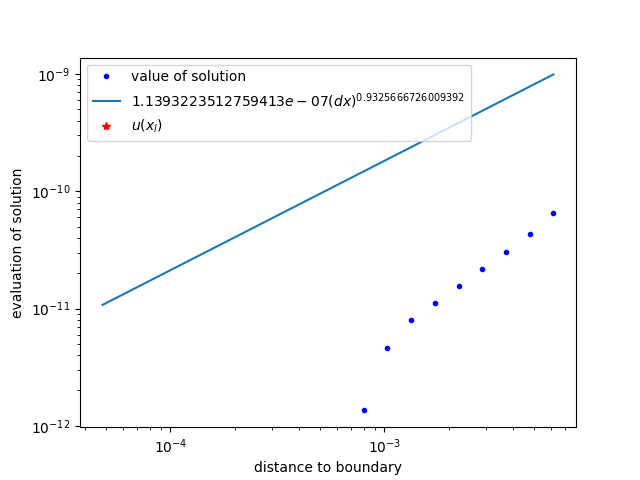 value of solution
1.1393223512759413e − 07(dx)^0.9325666726009392
u(x_l)
10^−9
10^−10
10^−11
10^−12
evaluation of solution
10^−4
10^−3
distance to boundary